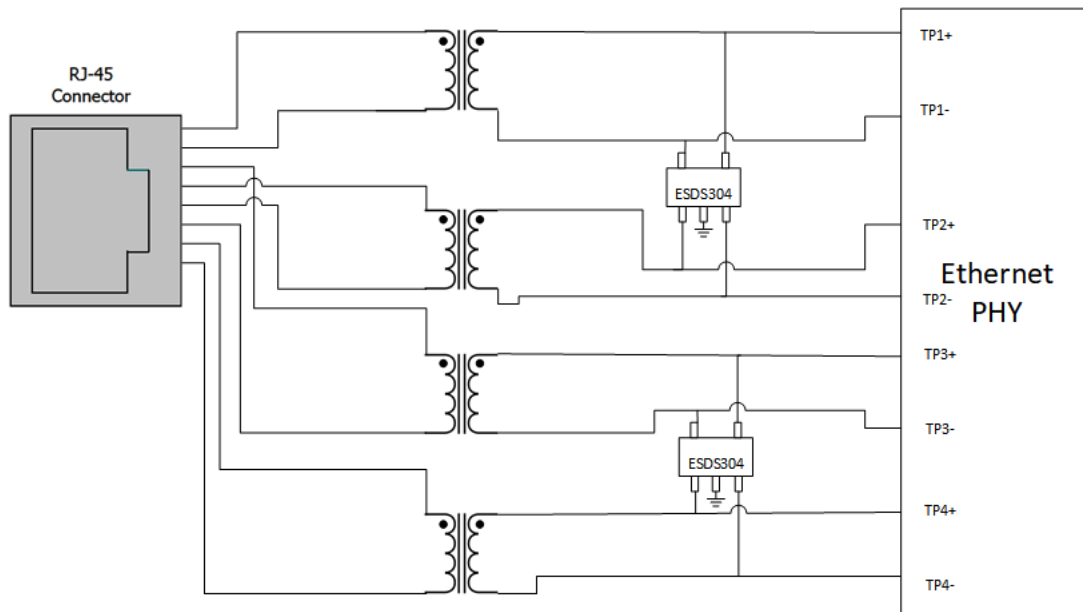 RJ-45
Connector
TP1+
TP1-
ESDS304
TP2+
Ethernet
PHY
TP2-
TP3+
TP3-
ESDS304
TP4+
TP4-